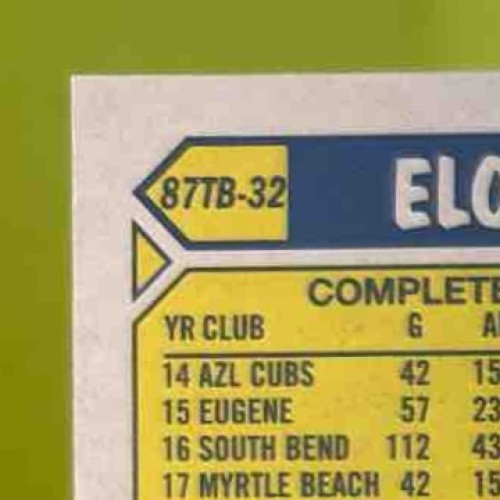 87TB-32 ELO
COMPLETE
YR CLUB G A
14 AZL CUBS 42 15
15 EUGENE 57 23
16 SOUTH BEND 112 43
17 MYRTLE BEACH 42 15